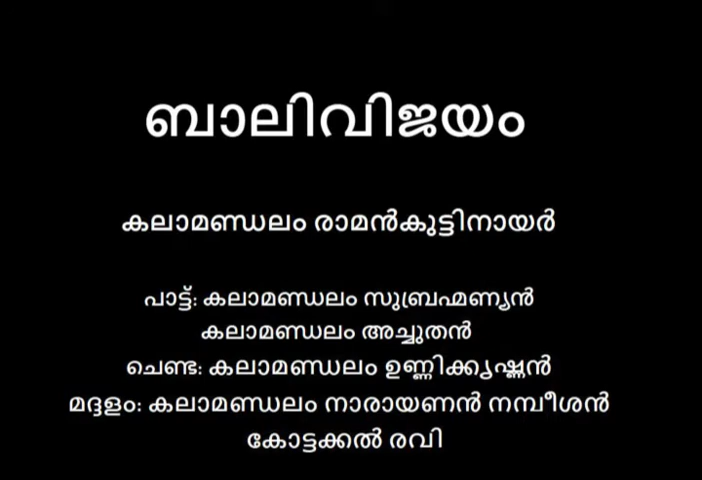 ബാലിവിജയം
കലാമണ്ഡലം രാമൻകുട്ടിനായർ
പാട്ട്: കലാമണ്ഡലം സുബ്രഹ്മണ്യൻ
കലാമണ്ഡലം അച്ചുതൻ
ചെണ്ട: കലാമണ്ഡലം ഉണ്ണിക്കൃഷ്ണൻ
മദ്ദളം: കലാമണ്ഡലം നാരായണൻ നമ്പീശൻ
കോട്ടക്കൽ രവി